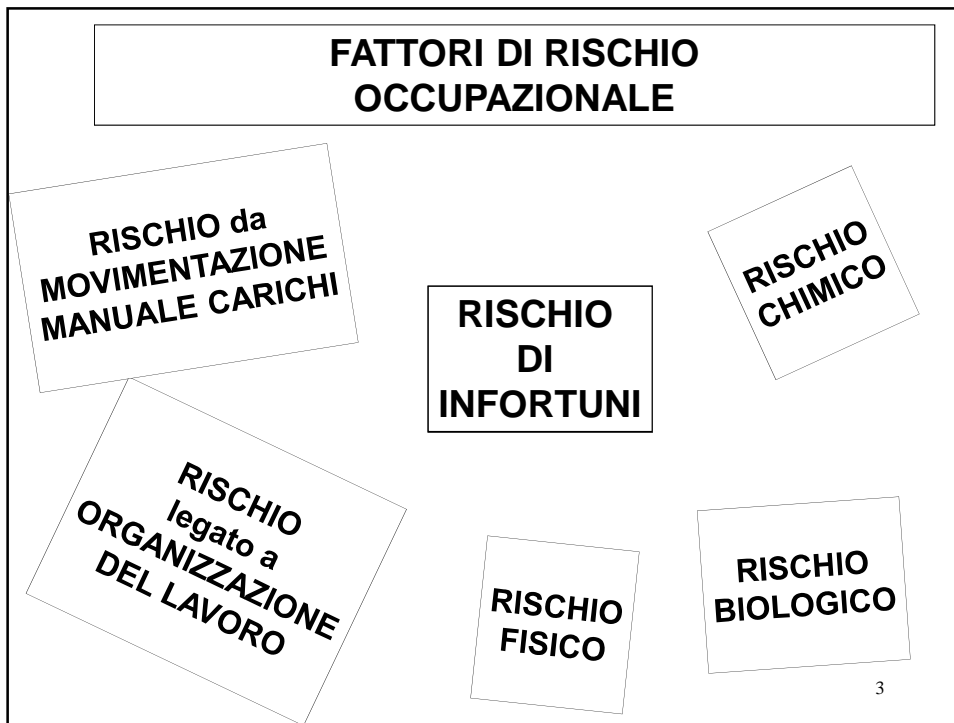 FATTORI DI RISCHIO
OCCUPAZIONALE
RISCHIO da
MOVIMENTAZIONE
MANUALE CARICHI
RISCHIO
CHIMICO
RISCHIO
DI
INFORTUNI
RISCHIO
legato a
ORGANIZZAZIONE
DEL LAVORO
RISCHIO
FISICO
RISCHIO
BIOLOGICO
3